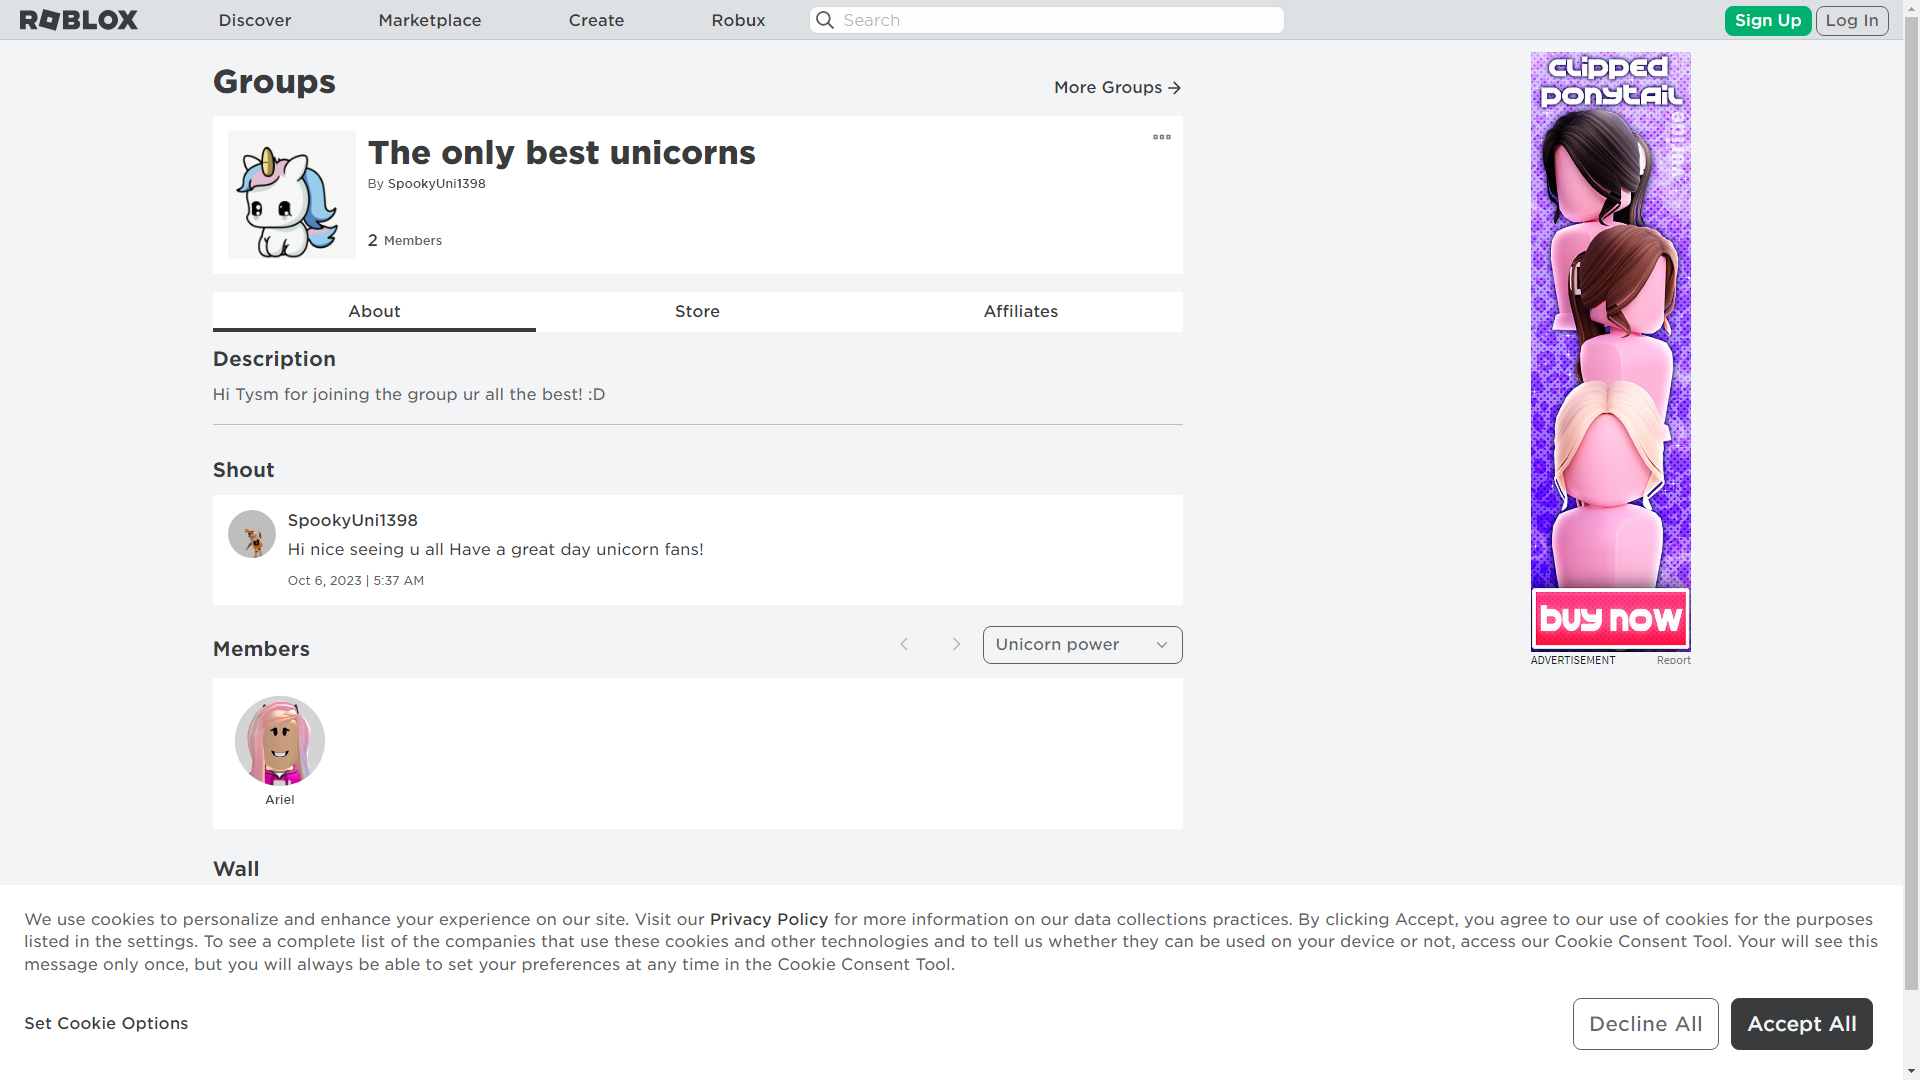 ROBLOX
Discover
Marketplace
Create
Robux
Search
Sign Up
Log In
Groups
More Groups
The only best unicorns
By SpookyUni1398
2 Members
About
Store
Affiliates
Description
Hi Tysm for joining the group ur all the best! :D
Shout
SpookyUni1398
Hi nice seeing u all Have a great day unicorn fans!
Oct 6, 2023 | 5:37 AM
Members
Unicorn power
Ariel
Wall
clipped
ponytail
buy now
ADVERTISEMENT
Report
We use cookies to personalize and enhance your experience on our site. Visit our Privacy Policy for more information on our data collections practices. By clicking Accept, you agree to our use of cookies for the purposes
listed in the settings. To see a complete list of the companies that use these cookies and other technologies and to tell us whether they can be used on your device or not, access our Cookie Consent Tool. Your will see this
message only once, but you will always be able to set your preferences at any time in the Cookie Consent Tool.
Set Cookie Options
Decline All
Accept All